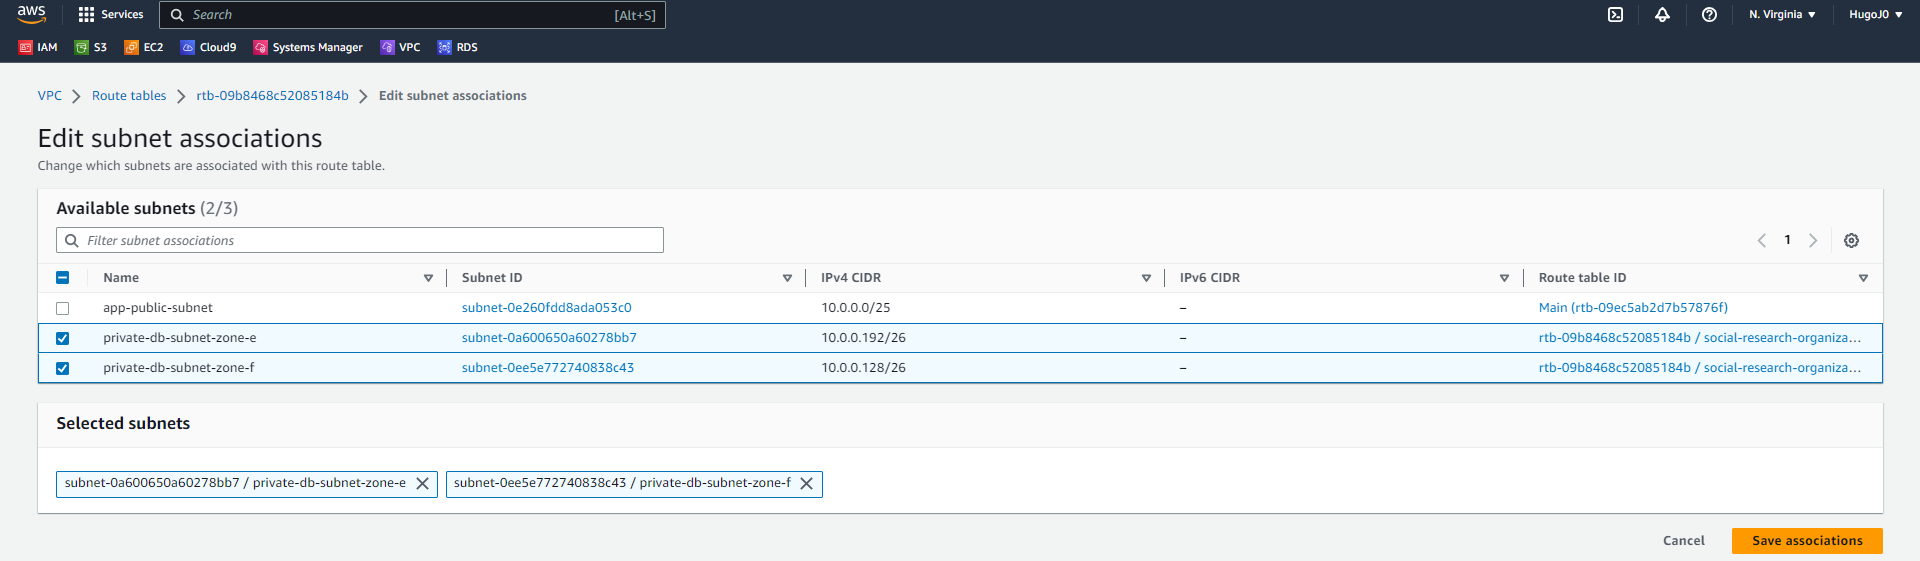 aws Services Search [Alt+S] N. Virginia HugoJ0
IAM S3 EC2 Cloud9 Systems Manager VPC RDS
VPC Route tables rtb-09b8468c52085184b Edit subnet associations
Edit subnet associations
Change which subnets are associated with this route table.
Available subnets (2/3)
Filter subnet associations
1
Name Subnet ID IPv4 CIDR IPv6 CIDR Route table ID
app-public-subnet subnet-0e260fdd8ada053c0 10.0.0.0/25 – Main (rtb-09ec5ab2d7b57876f)
private-db-subnet-zone-e subnet-0a600650a60278bb7 10.0.0.192/26 – rtb-09b8468c52085184b / social-research-organiza...
private-db-subnet-zone-f subnet-0ee5e772740838c43 10.0.0.128/26 – rtb-09b8468c52085184b / social-research-organiza...
Selected subnets
subnet-0a600650a60278bb7 / private-db-subnet-zone-e subnet-0ee5e772740838c43 / private-db-subnet-zone-f
Cancel Save associations